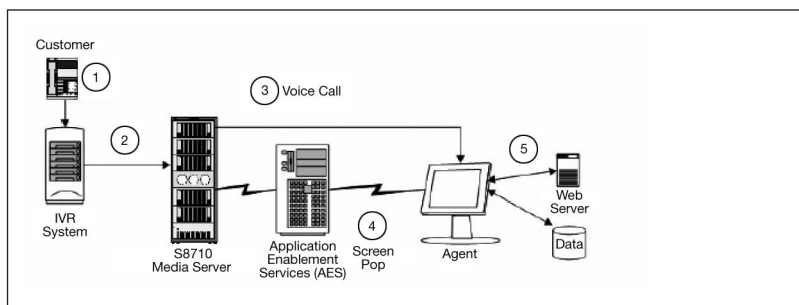 Customer
1
3 Voice Call
2
5
IVR
System
S8710
Media Server
Application
Enablement
Services (AES)
4
Screen
Pop
Agent
Web
Server
Data